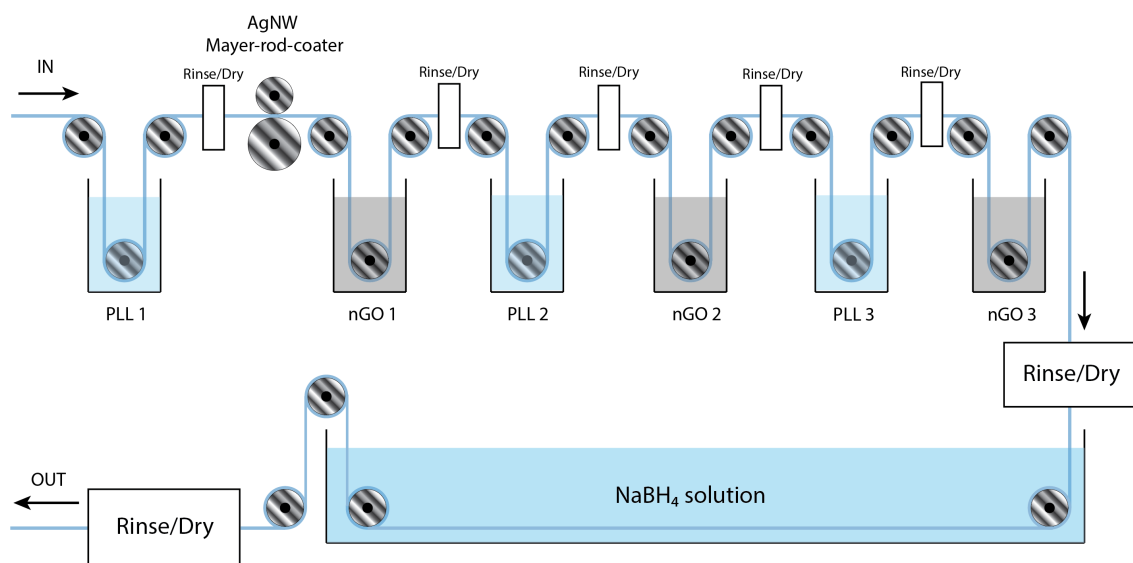 AgNW
Mayer-rod-coater
IN
Rinse/Dry
Rinse/Dry
Rinse/Dry
Rinse/Dry
Rinse/Dry
PLL 1
nGO 1
PLL 2
nGO 2
PLL 3
nGO 3
Rinse/Dry
OUT
Rinse/Dry
NaBH₄ solution